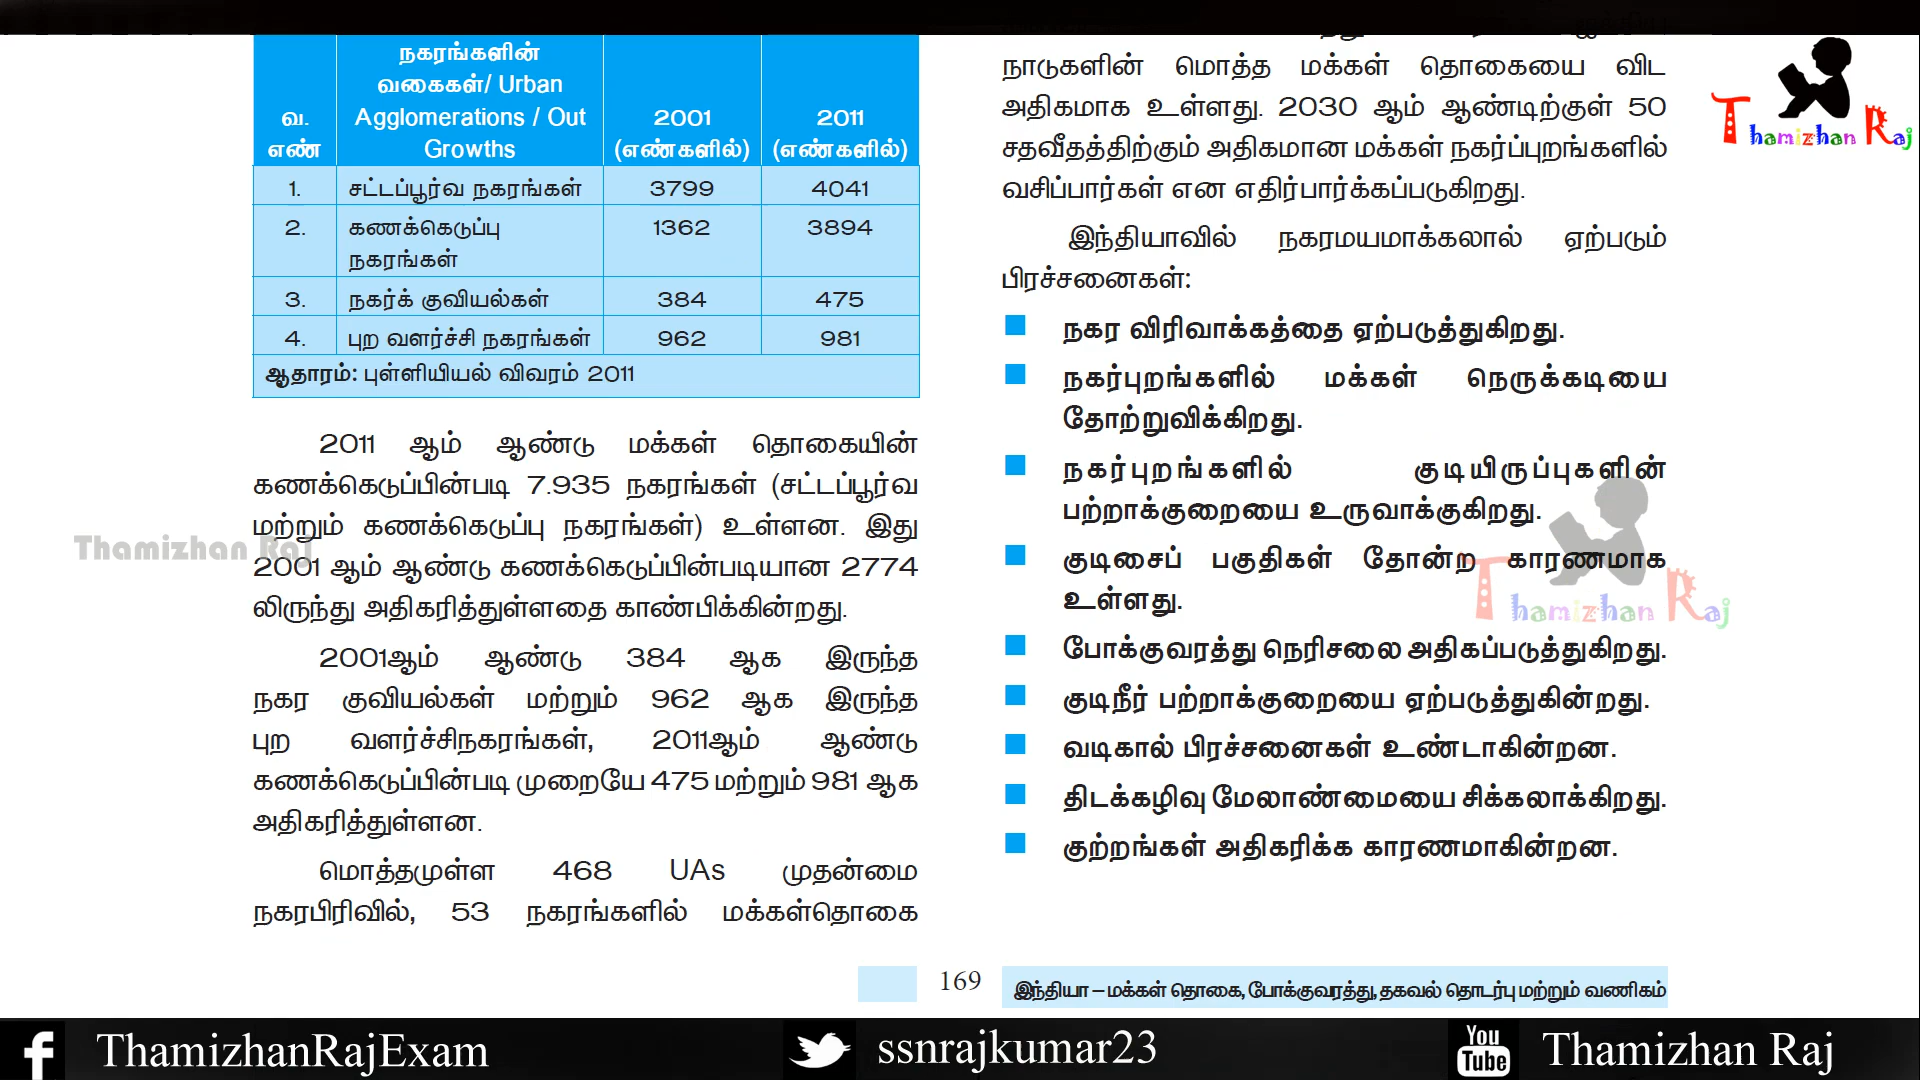 வ. எண்
நகரங்களின் வகைகள்/ Urban Agglomerations / Out Growths
2001 (எண்களில்)
2011 (எண்களில்)
1. சட்டப்பூர்வ நகரங்கள் 3799 4041
2. கணக்கெடுப்பு நகரங்கள் 1362 3894
3. நகர்க் குவியல்கள் 384 475
4. புற வளர்ச்சி நகரங்கள் 962 981
ஆதாரம்: புள்ளியியல் விவரம் 2011
2011 ஆம் ஆண்டு மக்கள் தொகையின்
கணக்கெடுப்பின்படி 7.935 நகரங்கள் (சட்டப்பூர்வ
மற்றும் கணக்கெடுப்பு நகரங்கள்) உள்ளன. இது
2001 ஆம் ஆண்டு கணக்கெடுப்பின்படியான 2774
லிருந்து அதிகரித்துள்ளதை காண்பிக்கின்றது.
2001ஆம் ஆண்டு 384 ஆக இருந்த
நகர குவியல்கள் மற்றும் 962 ஆக இருந்த
புற வளர்ச்சிநகரங்கள், 2011ஆம் ஆண்டு
கணக்கெடுப்பின்படி முறையே 475 மற்றும் 981 ஆக
அதிகரித்துள்ளன.
மொத்தமுள்ள 468 UAs முதன்மை
நகரபிரிவில், 53 நகரங்களில் மக்கள்தொகை
நாடுகளின் மொத்த மக்கள் தொகையை விட
அதிகமாக உள்ளது. 2030 ஆம் ஆண்டிற்குள் 50
சதவீதத்திற்கும் அதிகமான மக்கள் நகர்ப்புறங்களில்
வசிப்பார்கள் என எதிர்பார்க்கப்படுகிறது.
இந்தியாவில் நகரமயமாக்கலால் ஏற்படும்
பிரச்சனைகள்:
நகர விரிவாக்கத்தை ஏற்படுத்துகிறது.
நகர்புறங்களில் மக்கள் நெருக்கடியை
தோற்றுவிக்கிறது.
நகர்புறங்களில் குடியிருப்புகளின்
பற்றாக்குறையை உருவாக்குகிறது.
குடிசைப் பகுதிகள் தோன்ற காரணமாக
உள்ளது.
போக்குவரத்து நெரிசலை அதிகப்படுத்துகிறது.
குடிநீர் பற்றாக்குறையை ஏற்படுத்துகின்றது.
வடிகால் பிரச்சனைகள் உண்டாகின்றன.
திடக்கழிவு மேலாண்மையை சிக்கலாக்கிறது.
குற்றங்கள் அதிகரிக்க காரணமாகின்றன.
169
இந்தியா – மக்கள் தொகை, போக்குவரத்து, தகவல் தொடர்பு மற்றும் வணிகம்
Thamizhan Raj
Thamizhan Raj
Thamizhan Raj
ThamizhanRajExam
ssnrajkumar23
You Tube
Thamizhan Raj